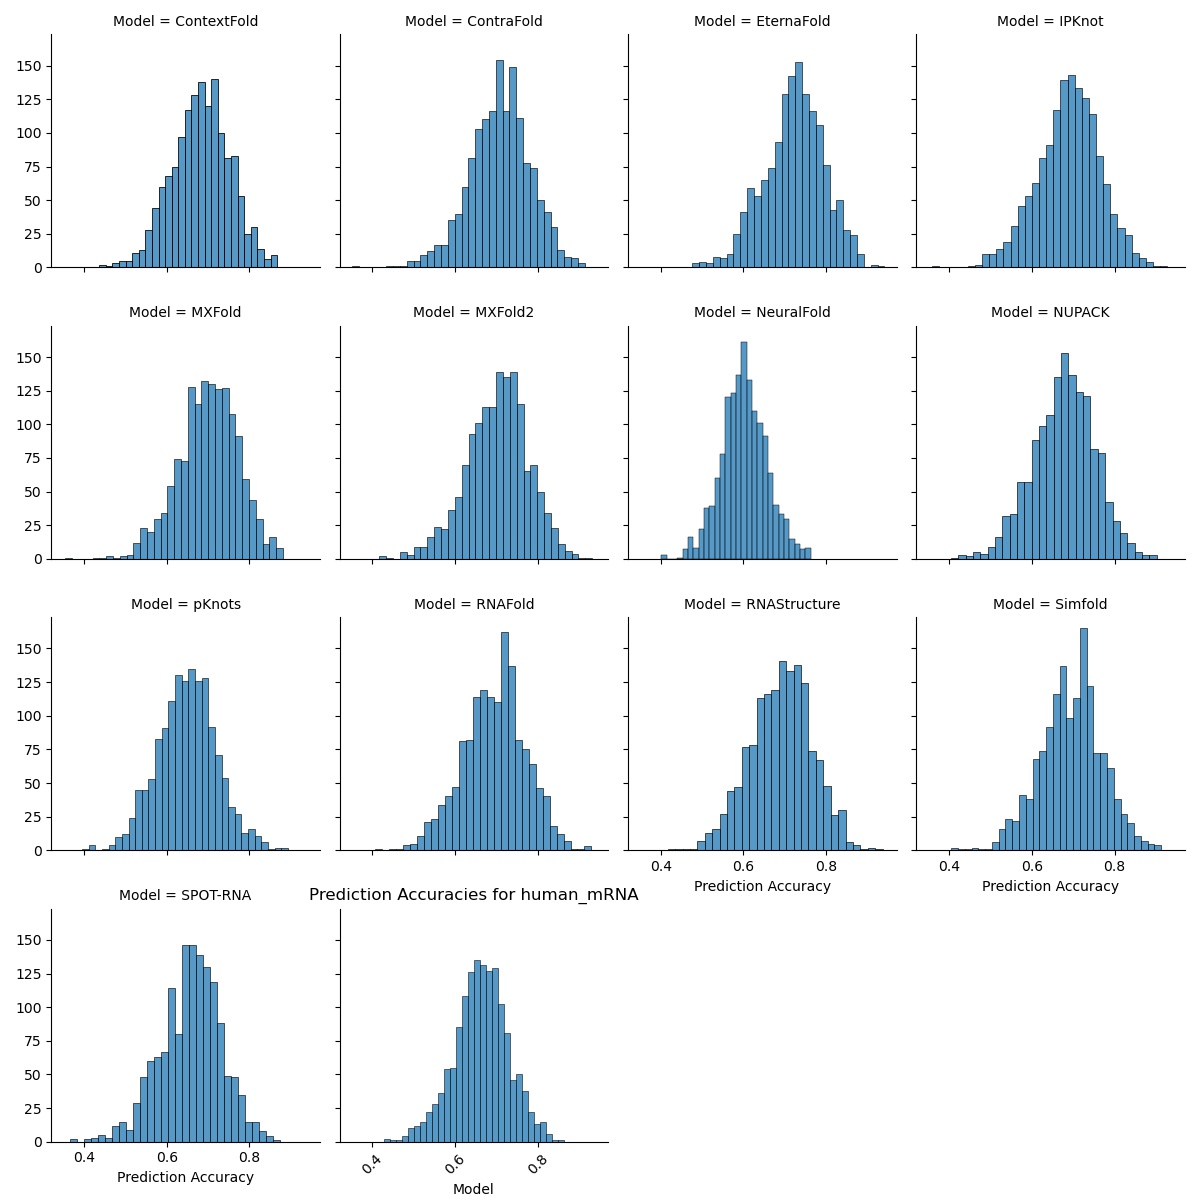 Model = ContextFold
Model = ContraFold
Model = EternaFold
Model = IPKnot
150
125
100
75
50
25
0
Model = MXFold
Model = MXFold2
Model = NeuralFold
Model = NUPACK
150
125
100
75
50
25
0
Model = pKnots
Model = RNAFold
Model = RNAStructure
Model = Simfold
150
125
100
75
50
25
0
0.4 0.6 0.8
Prediction Accuracy
0.4 0.6 0.8
Prediction Accuracy
Model = SPOT-RNA
Prediction Accuracies for human_mRNA
150
125
100
75
50
25
0
0.4 0.6 0.8
Prediction Accuracy
0.4 0.6 0.8
Model